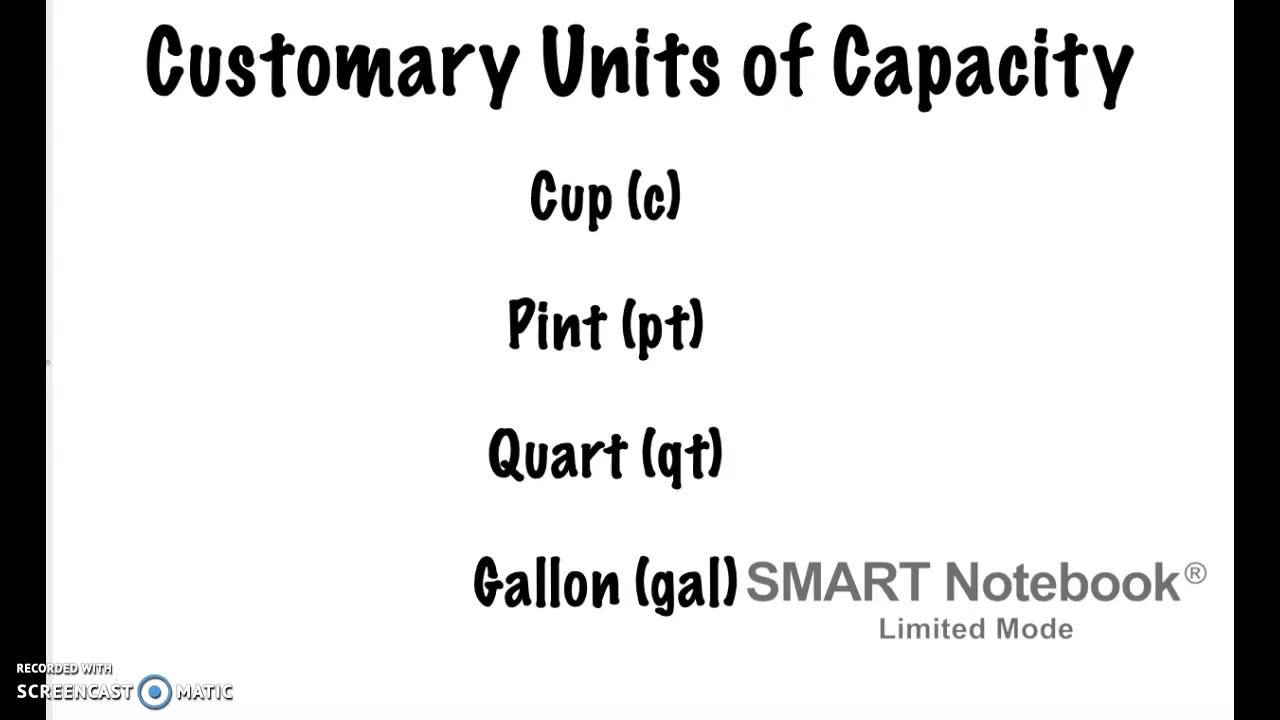 Customary Units of Capacity
Cup (c)
Pint (pt)
Quart (qt)
Gallon (gal)
SMART Notebook®
Limited Mode
RECORDED WITH
SCREENCAST MATIC